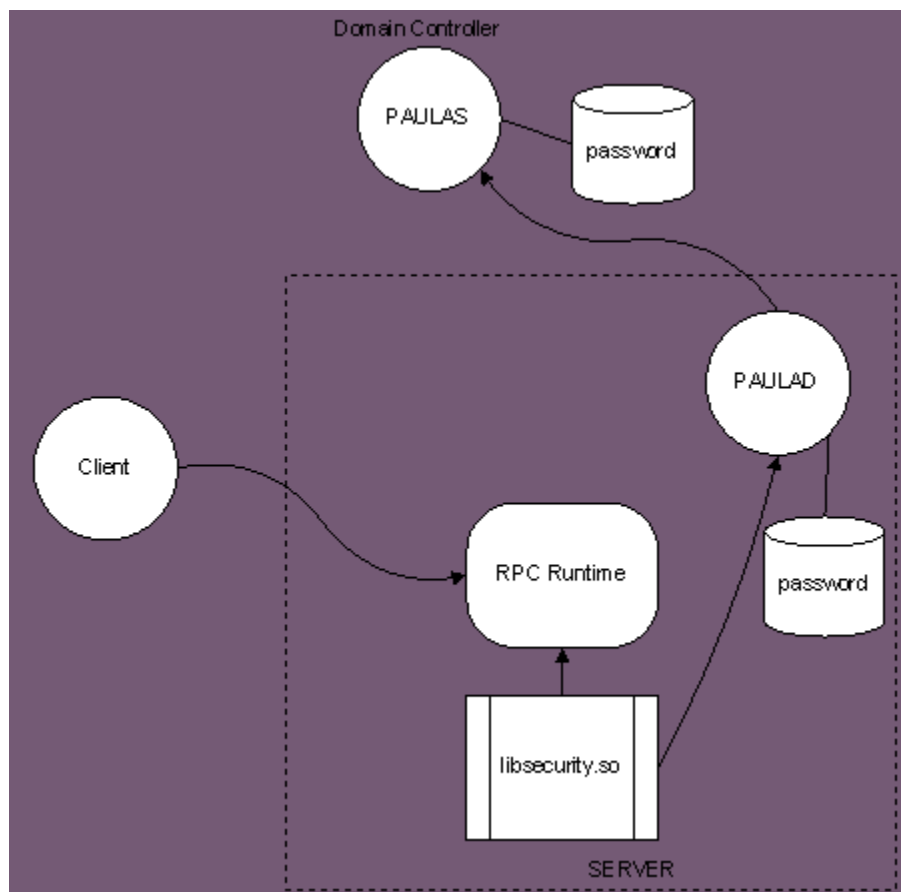 Domain Controller
PAULAS
password
PAULAD
Client
RPC Runtime
password
libsecurity.so
SERVER